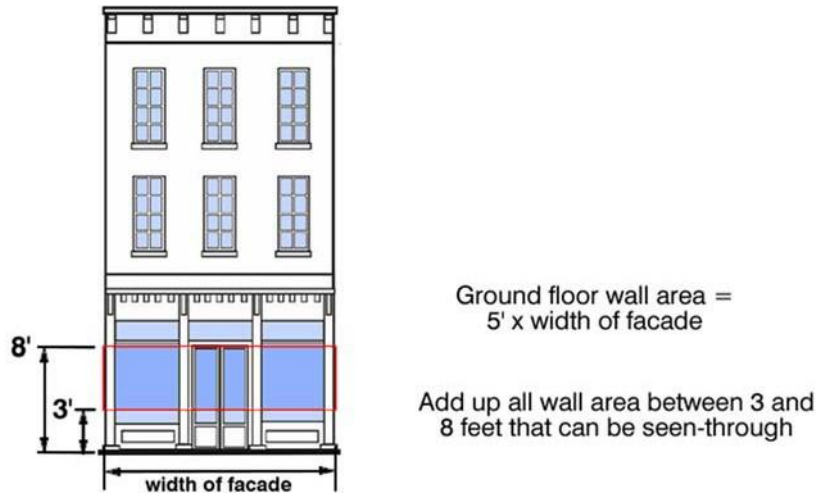 Ground floor wall area =
5' x width of facade
8'
3'
Add up all wall area between 3 and
8 feet that can be seen-through
width of facade